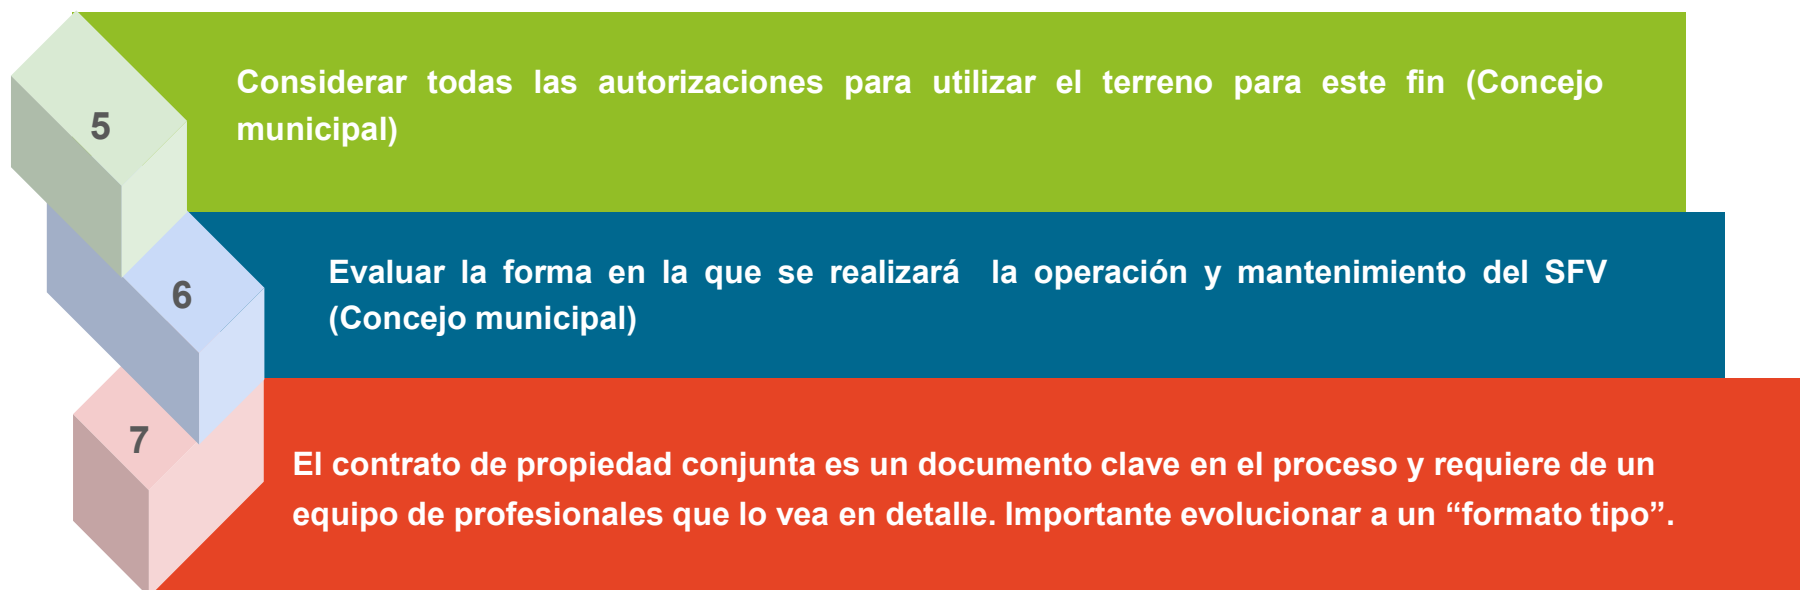 5
Considerar todas las autorizaciones para utilizar el terreno para este fin (Concejo
municipal)
6
Evaluar la forma en la que se realizará la operación y mantenimiento del SFV
(Concejo municipal)
7
El contrato de propiedad conjunta es un documento clave en el proceso y requiere de un
equipo de profesionales que lo vea en detalle. Importante evolucionar a un “formato tipo”.